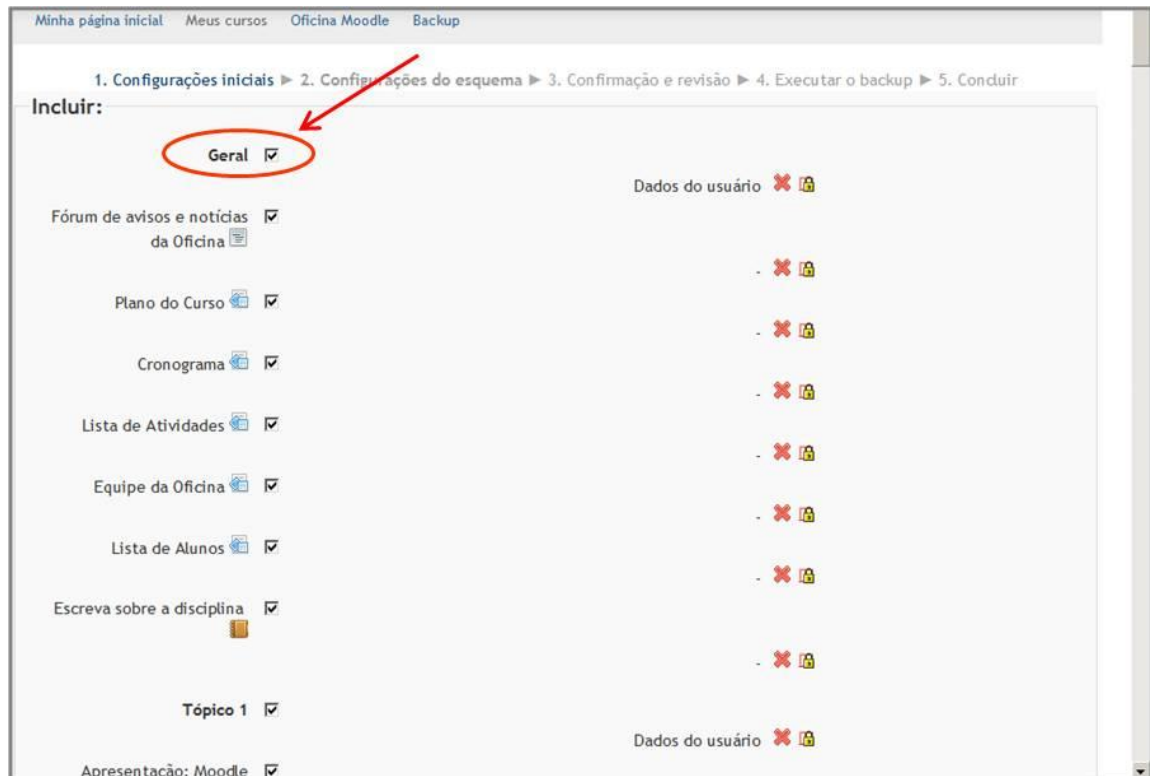 Minha página inicial Meus cursos Oficina Moodle Backup
1. Configurações iniciais ► 2. Configurações do esquema ► 3. Confirmação e revisão ► 4. Executar o backup ► 5. Concluir
Incluir:
Geral
Dados do usuário
Fórum de avisos e notícias
da Oficina
-
Plano do Curso
-
Cronograma
-
Lista de Atividades
-
Equipe da Oficina
-
Lista de Alunos
-
Escreva sobre a disciplina
-
Tópico 1
Dados do usuário
Apresentação: Moodle